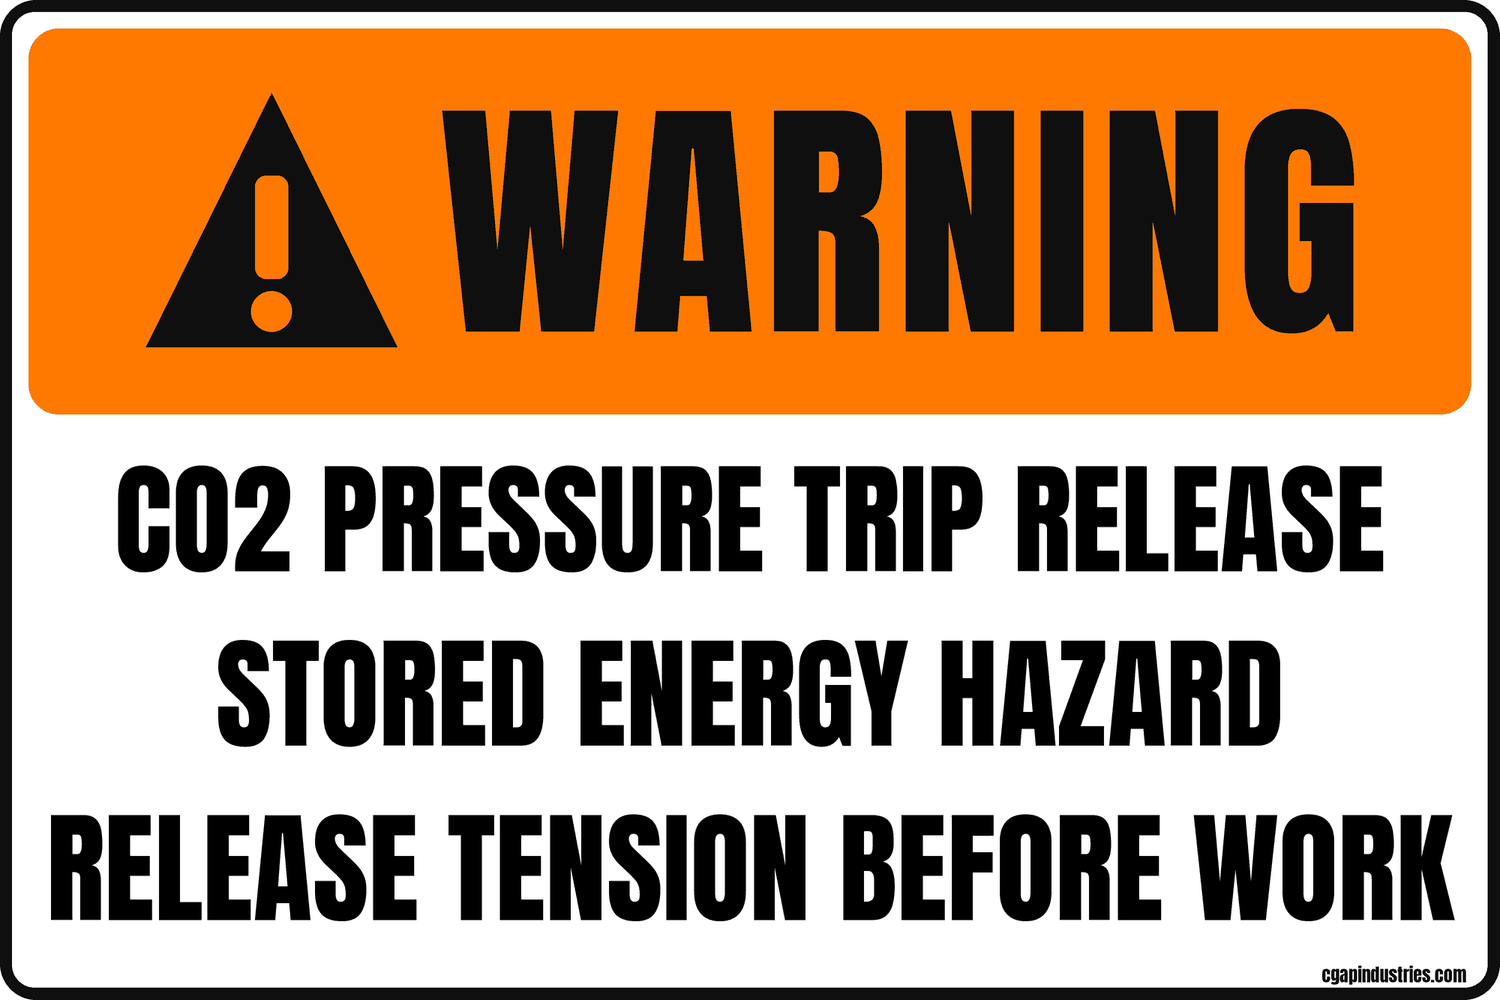 WARNING
CO2 PRESSURE TRIP RELEASE
STORED ENERGY HAZARD
RELEASE TENSION BEFORE WORK
cgapindustries.com